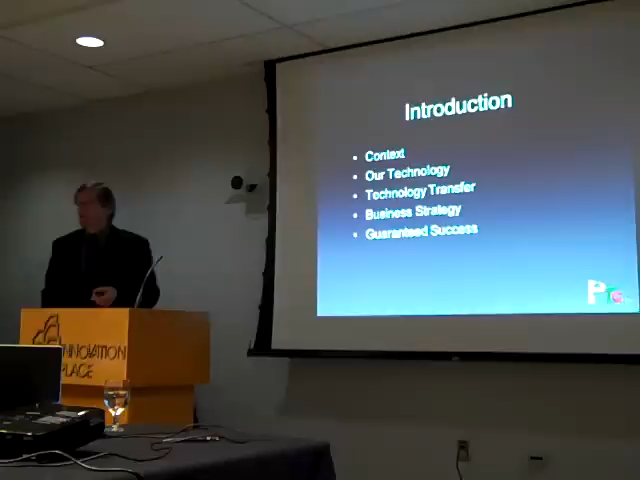 Introduction
• Context
• Our Technology
• Technology Transfer
• Business Strategy
• Guaranteed Success
INNOVATION
PLACE